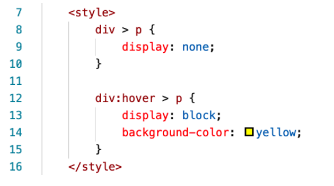 7 <style>
8 div > p {
9 display: none;
10 }
11
12 div:hover > p {
13 display: block;
14 background-color: yellow;
15 }
16 </style>